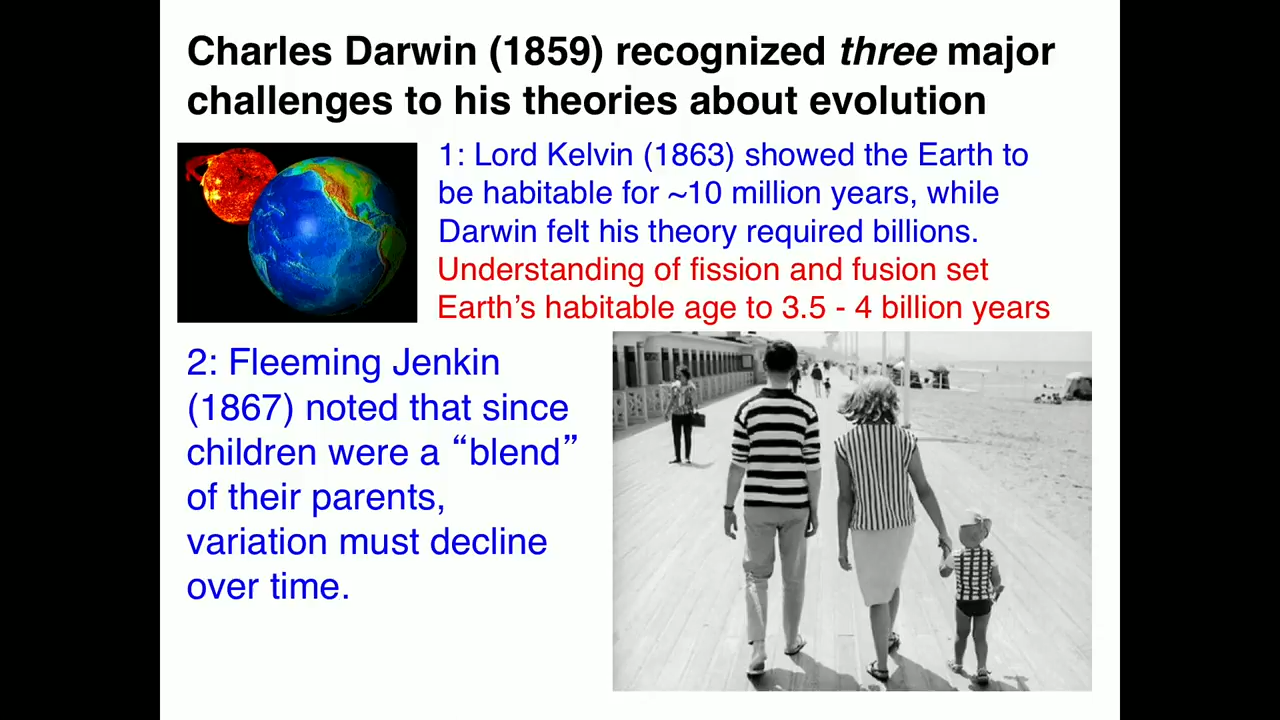 Charles Darwin (1859) recognized three major
challenges to his theories about evolution
1: Lord Kelvin (1863) showed the Earth to
be habitable for ~10 million years, while
Darwin felt his theory required billions.
Understanding of fission and fusion set
Earth’s habitable age to 3.5 - 4 billion years
2: Fleeming Jenkin
(1867) noted that since
children were a “blend”
of their parents,
variation must decline
over time.